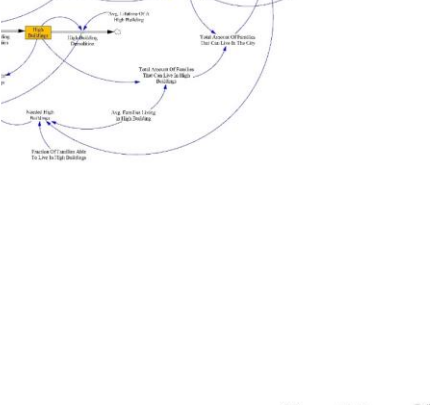 Avg. Lifetime Of A
High Building
High
Buildings
High Building
Demolition
Total Amount Of Families
That Can Live In The City
Total Amount Of Families
That Can Live In High
Buildings
Needed High
Buildings
Avg. Families Living
in High Building
Fraction Of Families Able
To Live In High Buildings